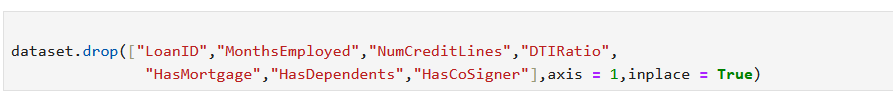 dataset.drop(["LoanID","MonthsEmployed","NumCreditLines","DTIRatio",
"HasMortgage","HasDependents","HasCoSigner"],axis = 1,inplace = True)